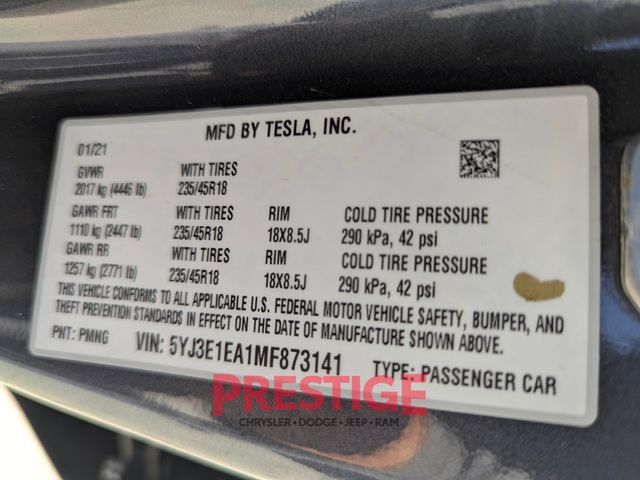 MFD BY TESLA, INC.
01/21
GVWR WITH TIRES
2017 kg (4446 lb) 235/45R18
GAWR FRT WITH TIRES RIM COLD TIRE PRESSURE
1110 kg (2447 lb) 235/45R18 18X8.5J 290 kPa, 42 psi
GAWR RR WITH TIRES RIM COLD TIRE PRESSURE
1257 kg (2771 lb) 235/45R18 18X8.5J 290 kPa, 42 psi
THIS VEHICLE CONFORMS TO ALL APPLICABLE U.S. FEDERAL MOTOR VEHICLE SAFETY, BUMPER, AND
THEFT PREVENTION STANDARDS IN EFFECT ON THE DATE OF MANUFACTURE SHOWN ABOVE.
PNT: PMNG VIN: 5YJ3E1EA1MF873141 TYPE: PASSENGER CAR
PRESTIGE
CHRYSLER • DODGE • JEEP • RAM